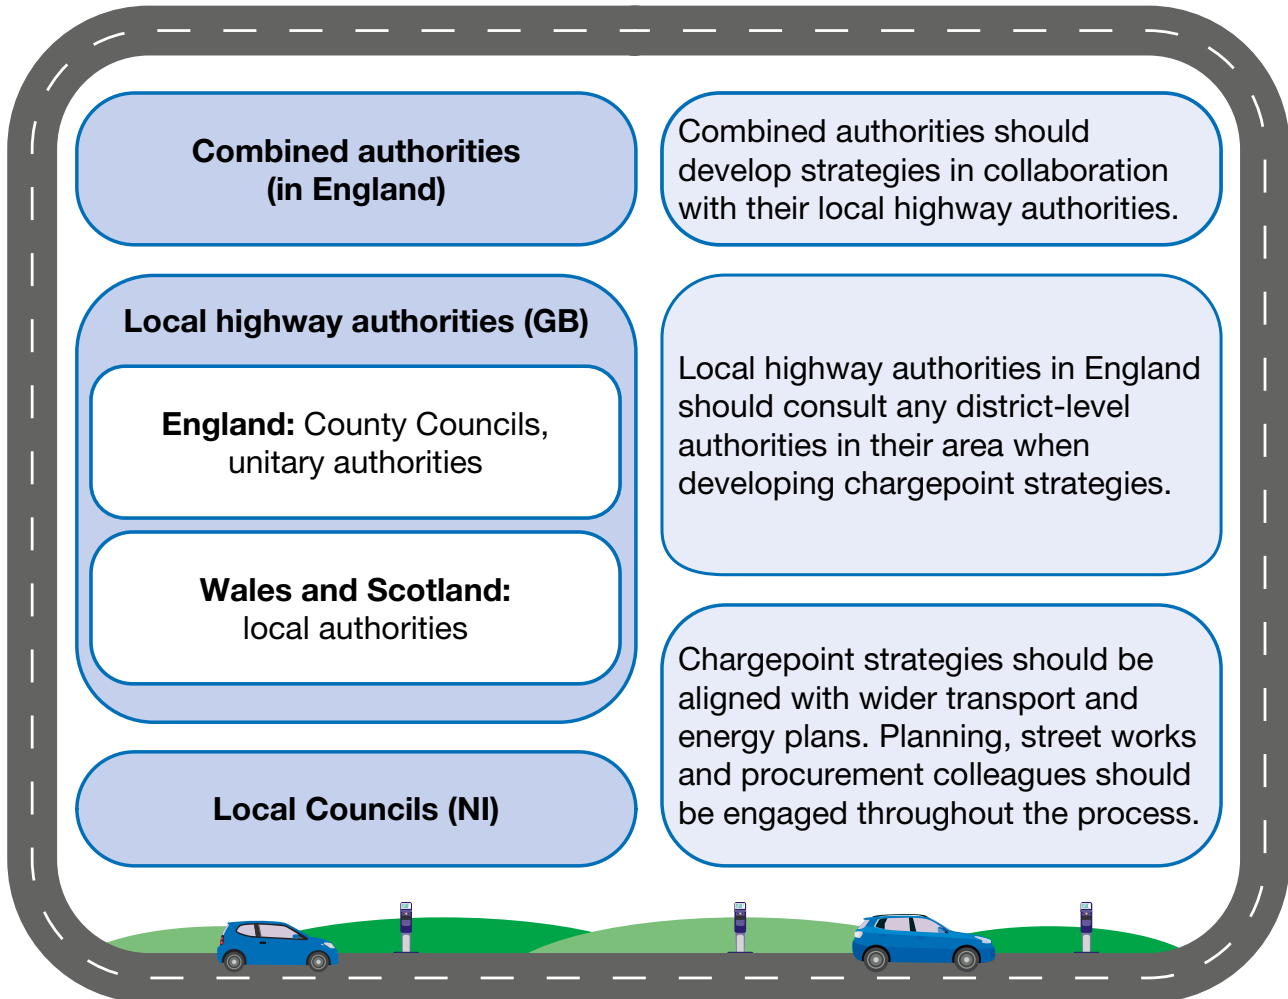 Combined authorities
(in England)
Combined authorities should
develop strategies in collaboration
with their local highway authorities.
Local highway authorities (GB)
England: County Councils,
unitary authorities
Wales and Scotland:
local authorities
Local highway authorities in England
should consult any district-level
authorities in their area when
developing chargepoint strategies.
Local Councils (NI)
Chargepoint strategies should be
aligned with wider transport and
energy plans. Planning, street works
and procurement colleagues should
be engaged throughout the process.